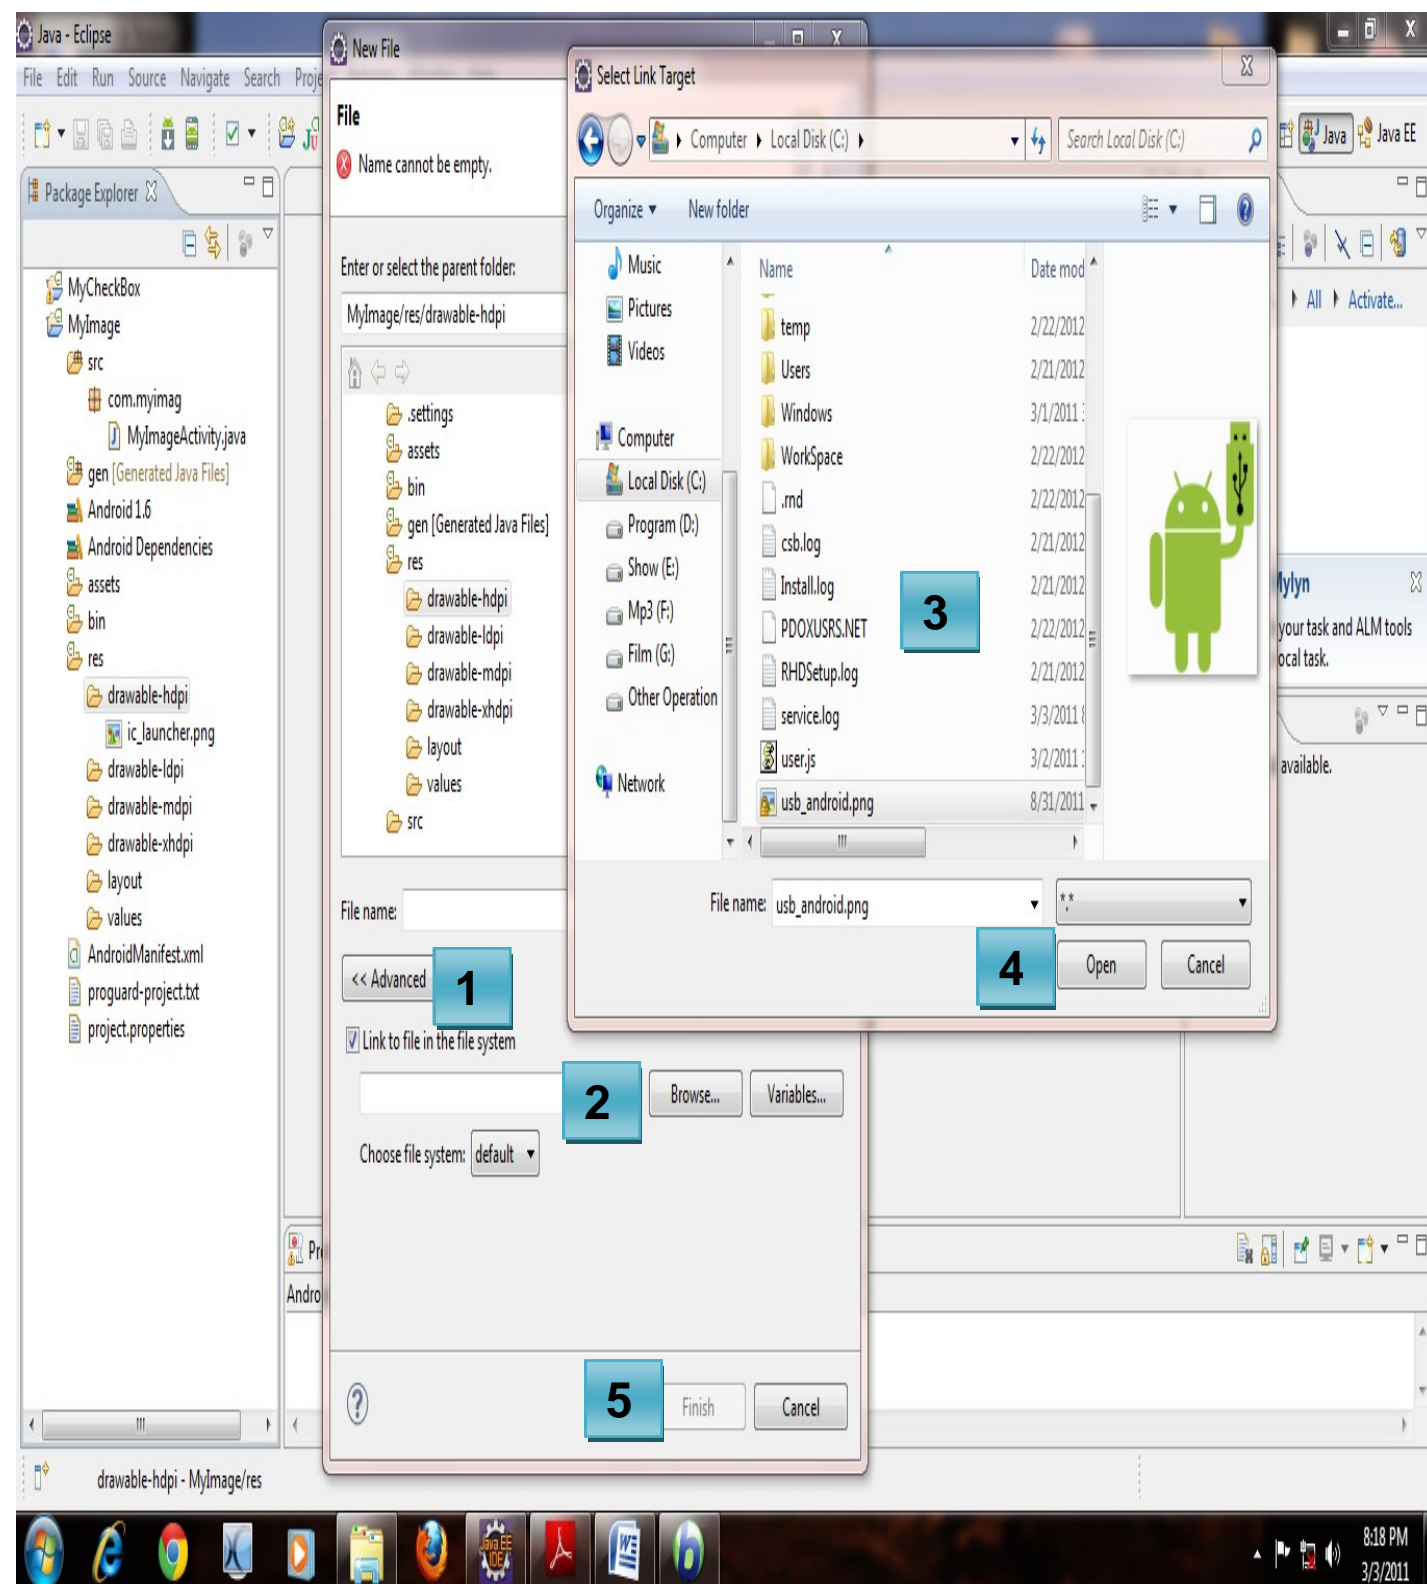 Java - Eclipse
File Edit Run Source Navigate Search Proje
Package Explorer
MyCheckBox
MyImage
src
com.myimag
MyImageActivity.java
gen [Generated Java Files]
Android 1.6
Android Dependencies
assets
bin
res
drawable-hdpi
ic_launcher.png
drawable-ldpi
drawable-mdpi
drawable-xhdpi
layout
values
AndroidManifest.xml
proguard-project.txt
project.properties
New File
File
Name cannot be empty.
Enter or select the parent folder:
MyImage/res/drawable-hdpi
.settings
assets
bin
gen [Generated Java Files]
res
drawable-hdpi
drawable-ldpi
drawable-mdpi
drawable-xhdpi
layout
values
src
File name:
<< Advanced
1
Link to file in the file system
2
Browse...
Variables...
Choose file system: default
5
Finish
Cancel
Select Link Target
Computer Local Disk (C:)
Search Local Disk (C:)
Organize New folder
Music
Pictures
Videos
Computer
Local Disk (C:)
Program (D:)
Show (E:)
Mp3 (F:)
Film (G:)
Other Operation
Network
Name Date mod
temp 2/22/2012
Users 2/21/2012
Windows 3/1/2011
WorkSpace 2/22/2012
.rnd 2/22/2012
csb.log 2/21/2012
Install.log 2/21/2012
PDOXUSRS.NET 2/22/2012
RHDSetup.log 2/21/2012
service.log 3/3/2011
user.js 3/2/2011
usb_android.png 8/31/2011
3
File name: usb_android.png *.*
4
Open
Cancel
Java Java EE
All Activate...
Mylyn
your task and ALM tools
ocal task.
available.
Pr
Andro
drawable-hdpi - MyImage/res
Java EE
IDE
8:18 PM
3/3/2011